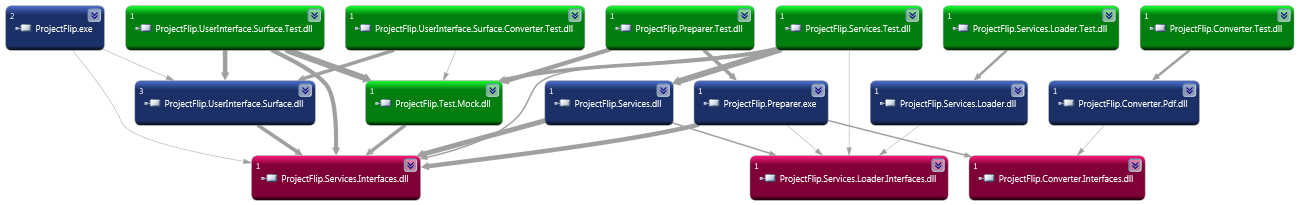 2
ProjectFlip.exe
1
ProjectFlip.UserInterface.Surface.Test.dll
1
ProjectFlip.UserInterface.Surface.Converter.Test.dll
1
ProjectFlip.Preparer.Test.dll
1
ProjectFlip.Services.Test.dll
1
ProjectFlip.Services.Loader.Test.dll
1
ProjectFlip.Converter.Test.dll
3
ProjectFlip.UserInterface.Surface.dll
1
ProjectFlip.Test.Mock.dll
1
ProjectFlip.Services.dll
1
ProjectFlip.Preparer.exe
1
ProjectFlip.Services.Loader.dll
1
ProjectFlip.Converter.Pdf.dll
1
ProjectFlip.Services.Interfaces.dll
1
ProjectFlip.Services.Loader.Interfaces.dll
1
ProjectFlip.Converter.Interfaces.dll